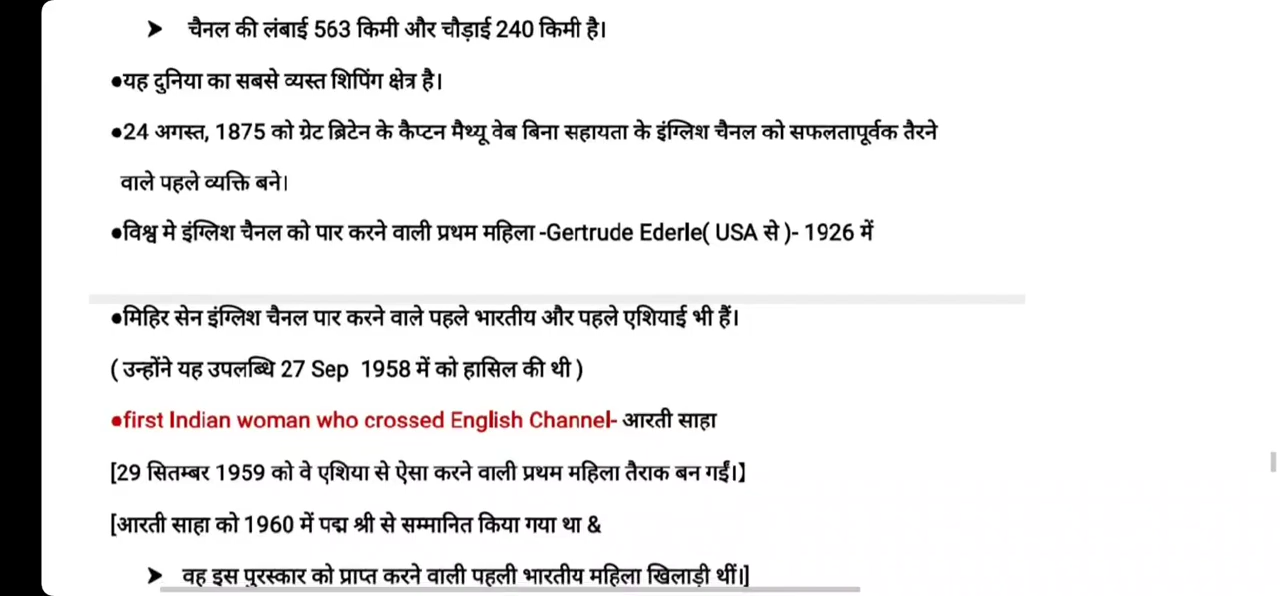 ➤ चैनल की लंबाई 563 किमी और चौड़ाई 240 किमी है।
●यह दुनिया का सबसे व्यस्त शिपिंग क्षेत्र है।
●24 अगस्त, 1875 को ग्रेट ब्रिटेन के कैप्टन मैथ्यू वेब बिना सहायता के इंग्लिश चैनल को सफलतापूर्वक तैरने
वाले पहले व्यक्ति बने।
●विश्व मे इंग्लिश चैनल को पार करने वाली प्रथम महिला -Gertrude Ederle( USA से )- 1926 में
●मिहिर सेन इंग्लिश चैनल पार करने वाले पहले भारतीय और पहले एशियाई भी हैं।
( उन्होंने यह उपलब्धि 27 Sep 1958 में को हासिल की थी )
●first Indian woman who crossed English Channel- आरती साहा
[29 सितम्बर 1959 को वे एशिया से ऐसा करने वाली प्रथम महिला तैराक बन गईं।】
[आरती साहा को 1960 में पद्म श्री से सम्मानित किया गया था &
➤ वह इस पुरस्कार को प्राप्त करने वाली पहली भारतीय महिला खिलाड़ी थीं।]